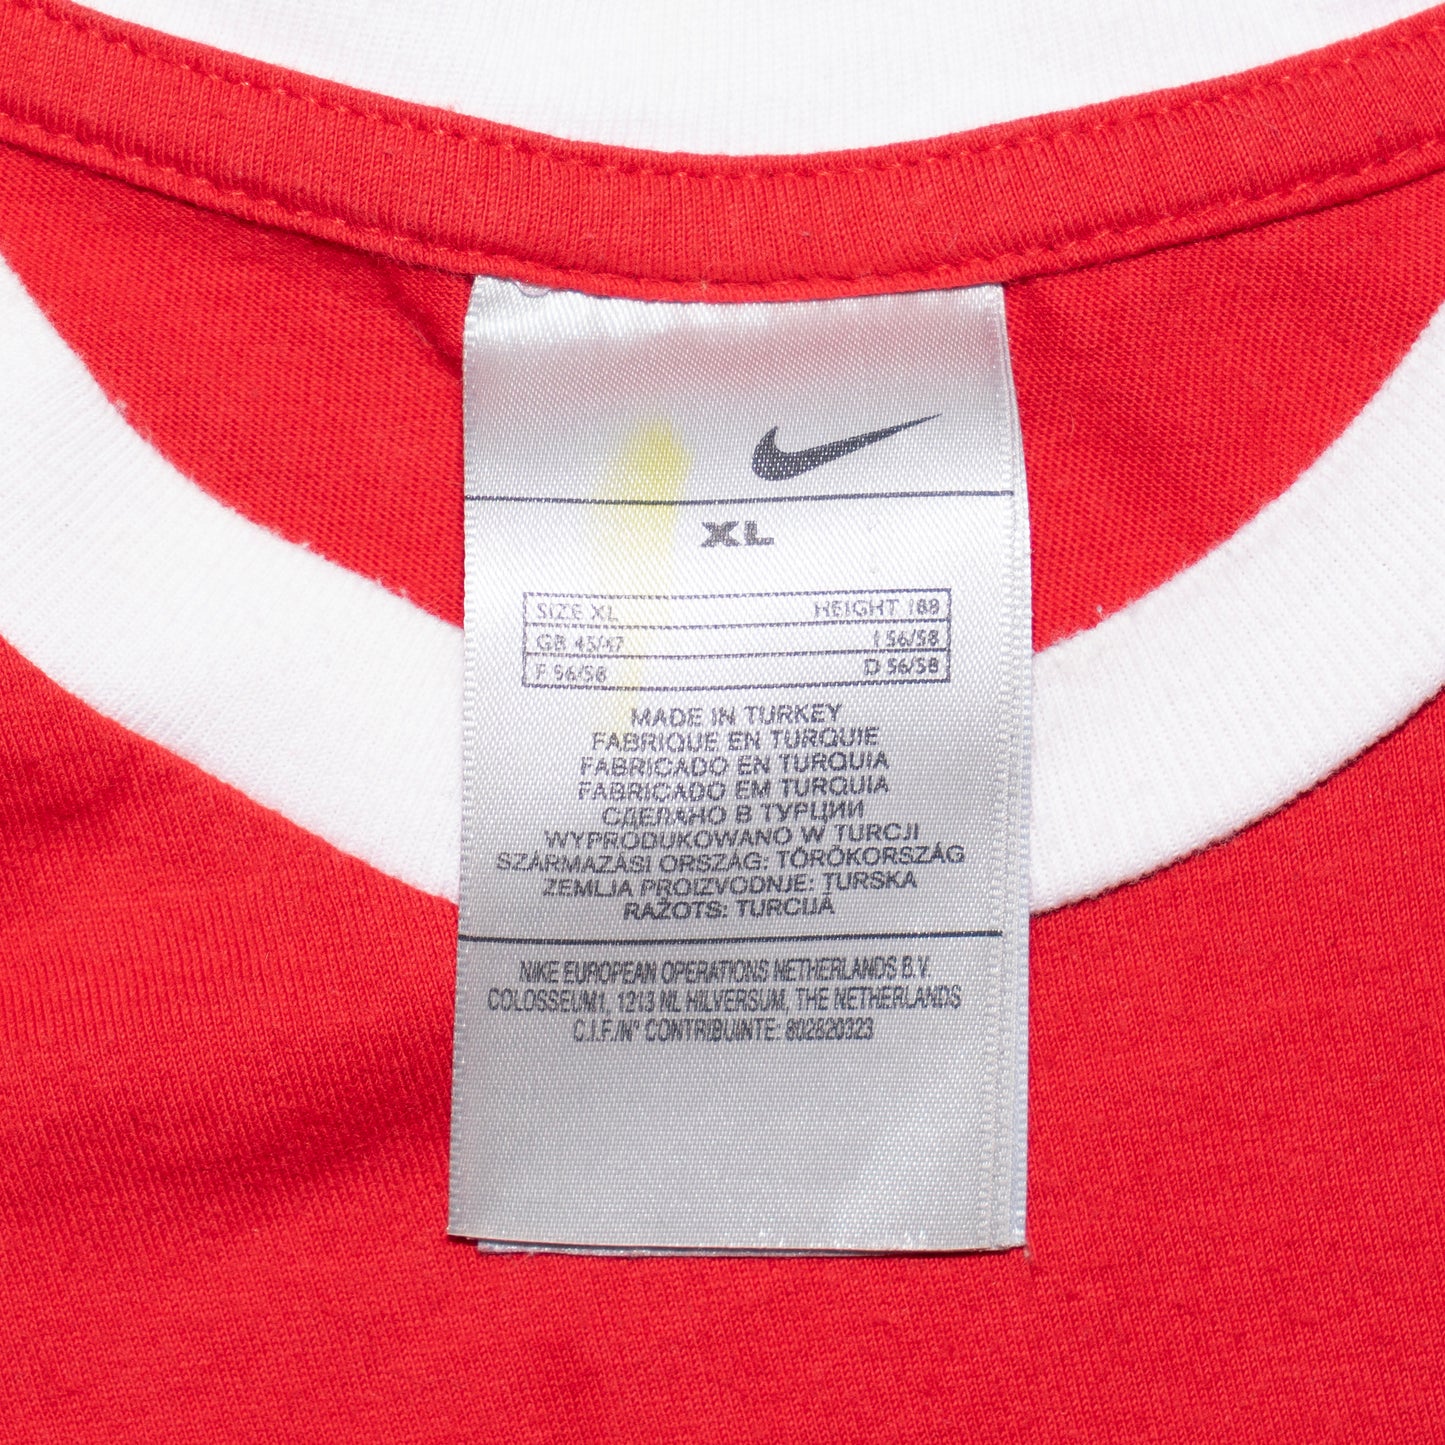 XL
SIZE XL HEIGHT 188
GB 45/47 I 56/58
F 56/58 D 56/58
MADE IN TURKEY
FABRIQUE EN TURQUIE
FABRICADO EN TURQUIA
FABRICADO EM TURQUIA
СДЕЛАНО В ТУРЦИИ
WYPRODUKOWANO W TURCJI
SZÁRMAZÁSI ORSZÁG: TÖRÖKORSZÁG
ZEMLJA PROIZVODNJE: TURSKA
RAŽOTS: TURCIJĀ
NIKE EUROPEAN OPERATIONS NETHERLANDS B.V.
COLOSSEUM1, 1213 NL HILVERSUM, THE NETHERLANDS
C.I.F./N° CONTRIBUINTE: 802620323